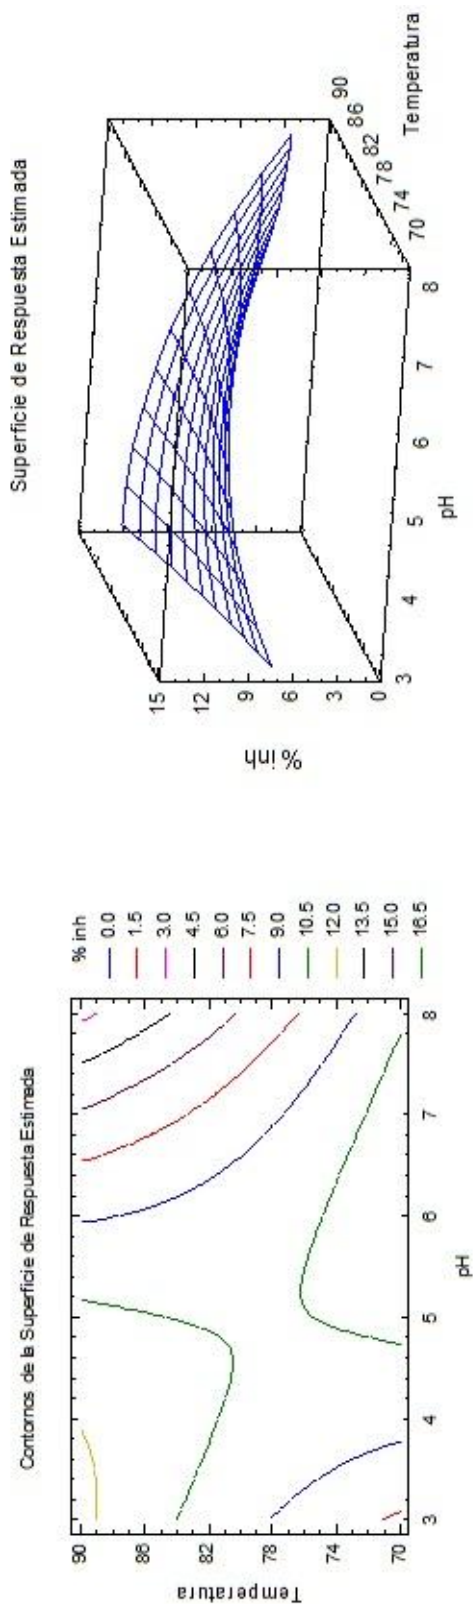 Contornos de la Superficie de Respuesta Estimada
Temperatura
90
86
82
78
74
70
3 4 5 6 7 8
pH
% inh
0.0
1.5
3.0
4.5
6.0
7.5
9.0
10.5
12.0
13.5
15.0
16.5
Superficie de Respuesta Estimada
% inh
15
12
9
6
3
0
3 4 5 6 7 8
pH
70 74 78 82 86 90
Temperatura